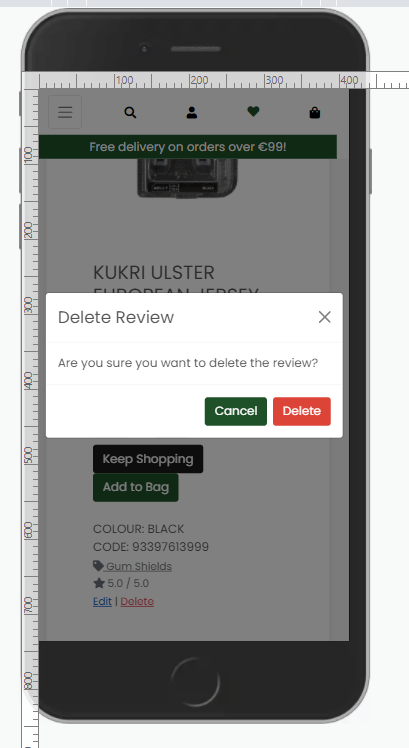 100 200 300 400
Free delivery on orders over €99!
100
200
300
400
500
600
700
800
KUKRI ULSTER
EUROPEAN JERSEY
Delete Review
Are you sure you want to delete the review?
Cancel Delete
Keep Shopping
Add to Bag
COLOUR: BLACK
CODE: 93397613999
Gum Shields
5.0 / 5.0
Edit | Delete